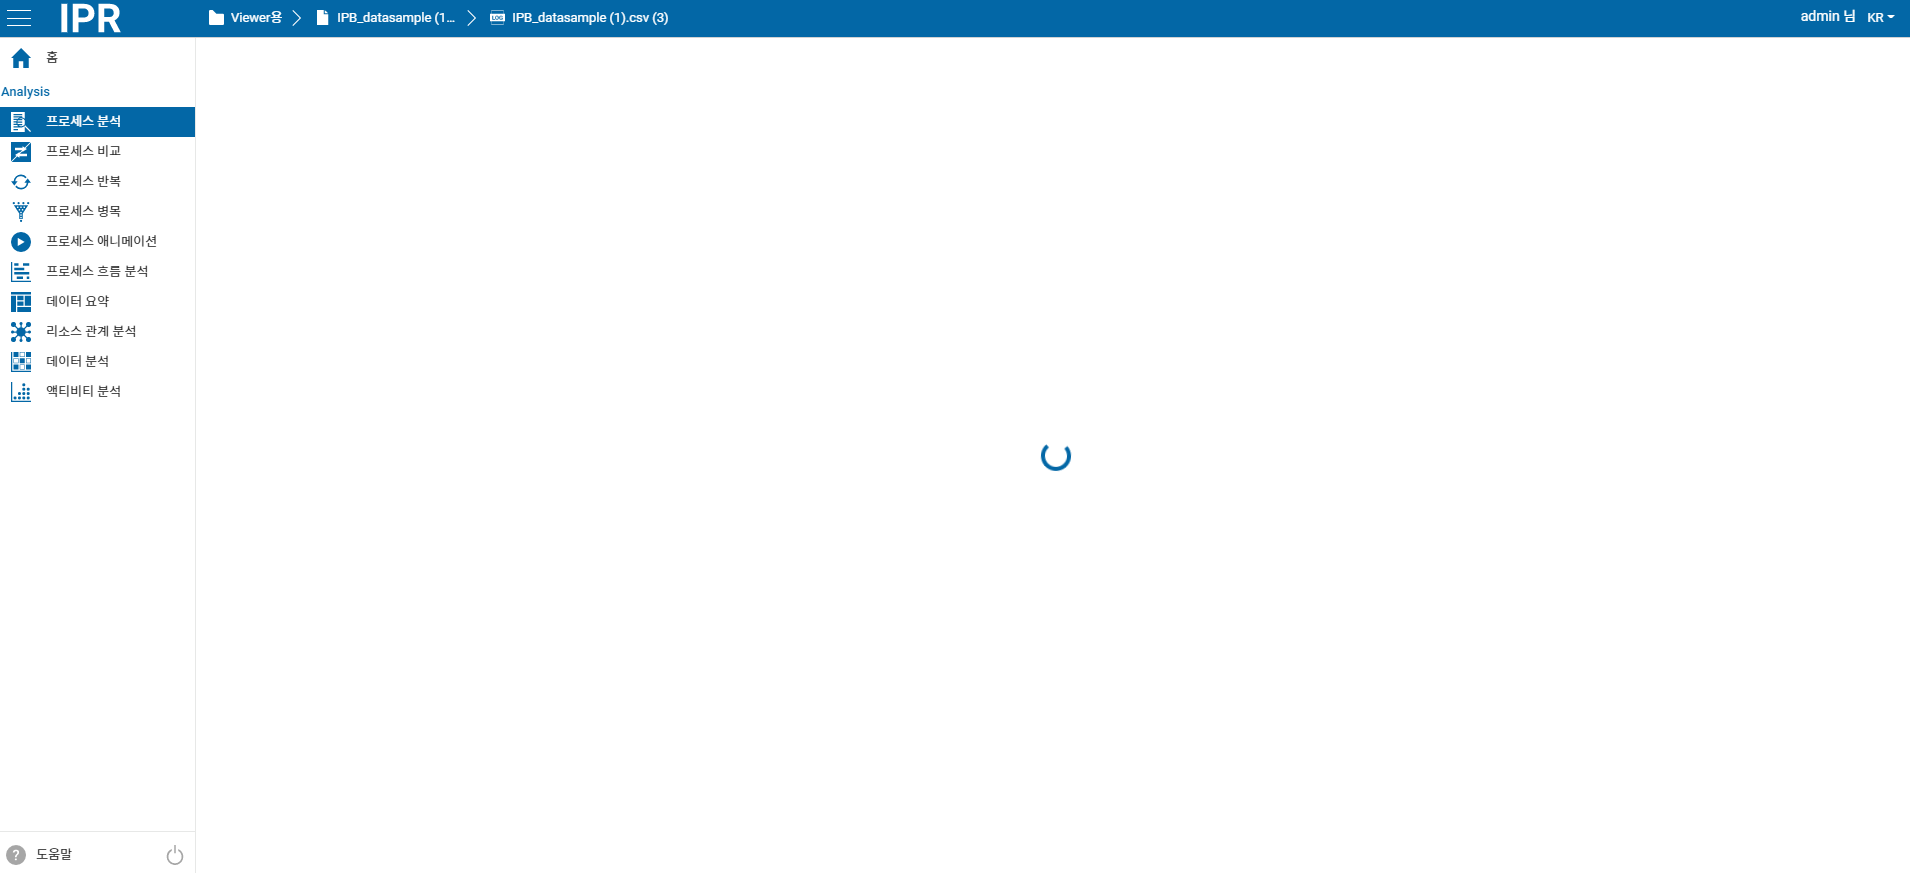 IPR
Viewer용
IPB_datasample (1...
LOG
IPB_datasample (1).csv (3)
admin 님
KR
홈
Analysis
프로세스 분석
프로세스 비교
프로세스 반복
프로세스 병목
프로세스 애니메이션
프로세스 흐름 분석
데이터 요약
리소스 관계 분석
데이터 분석
액티비티 분석
? 도움말